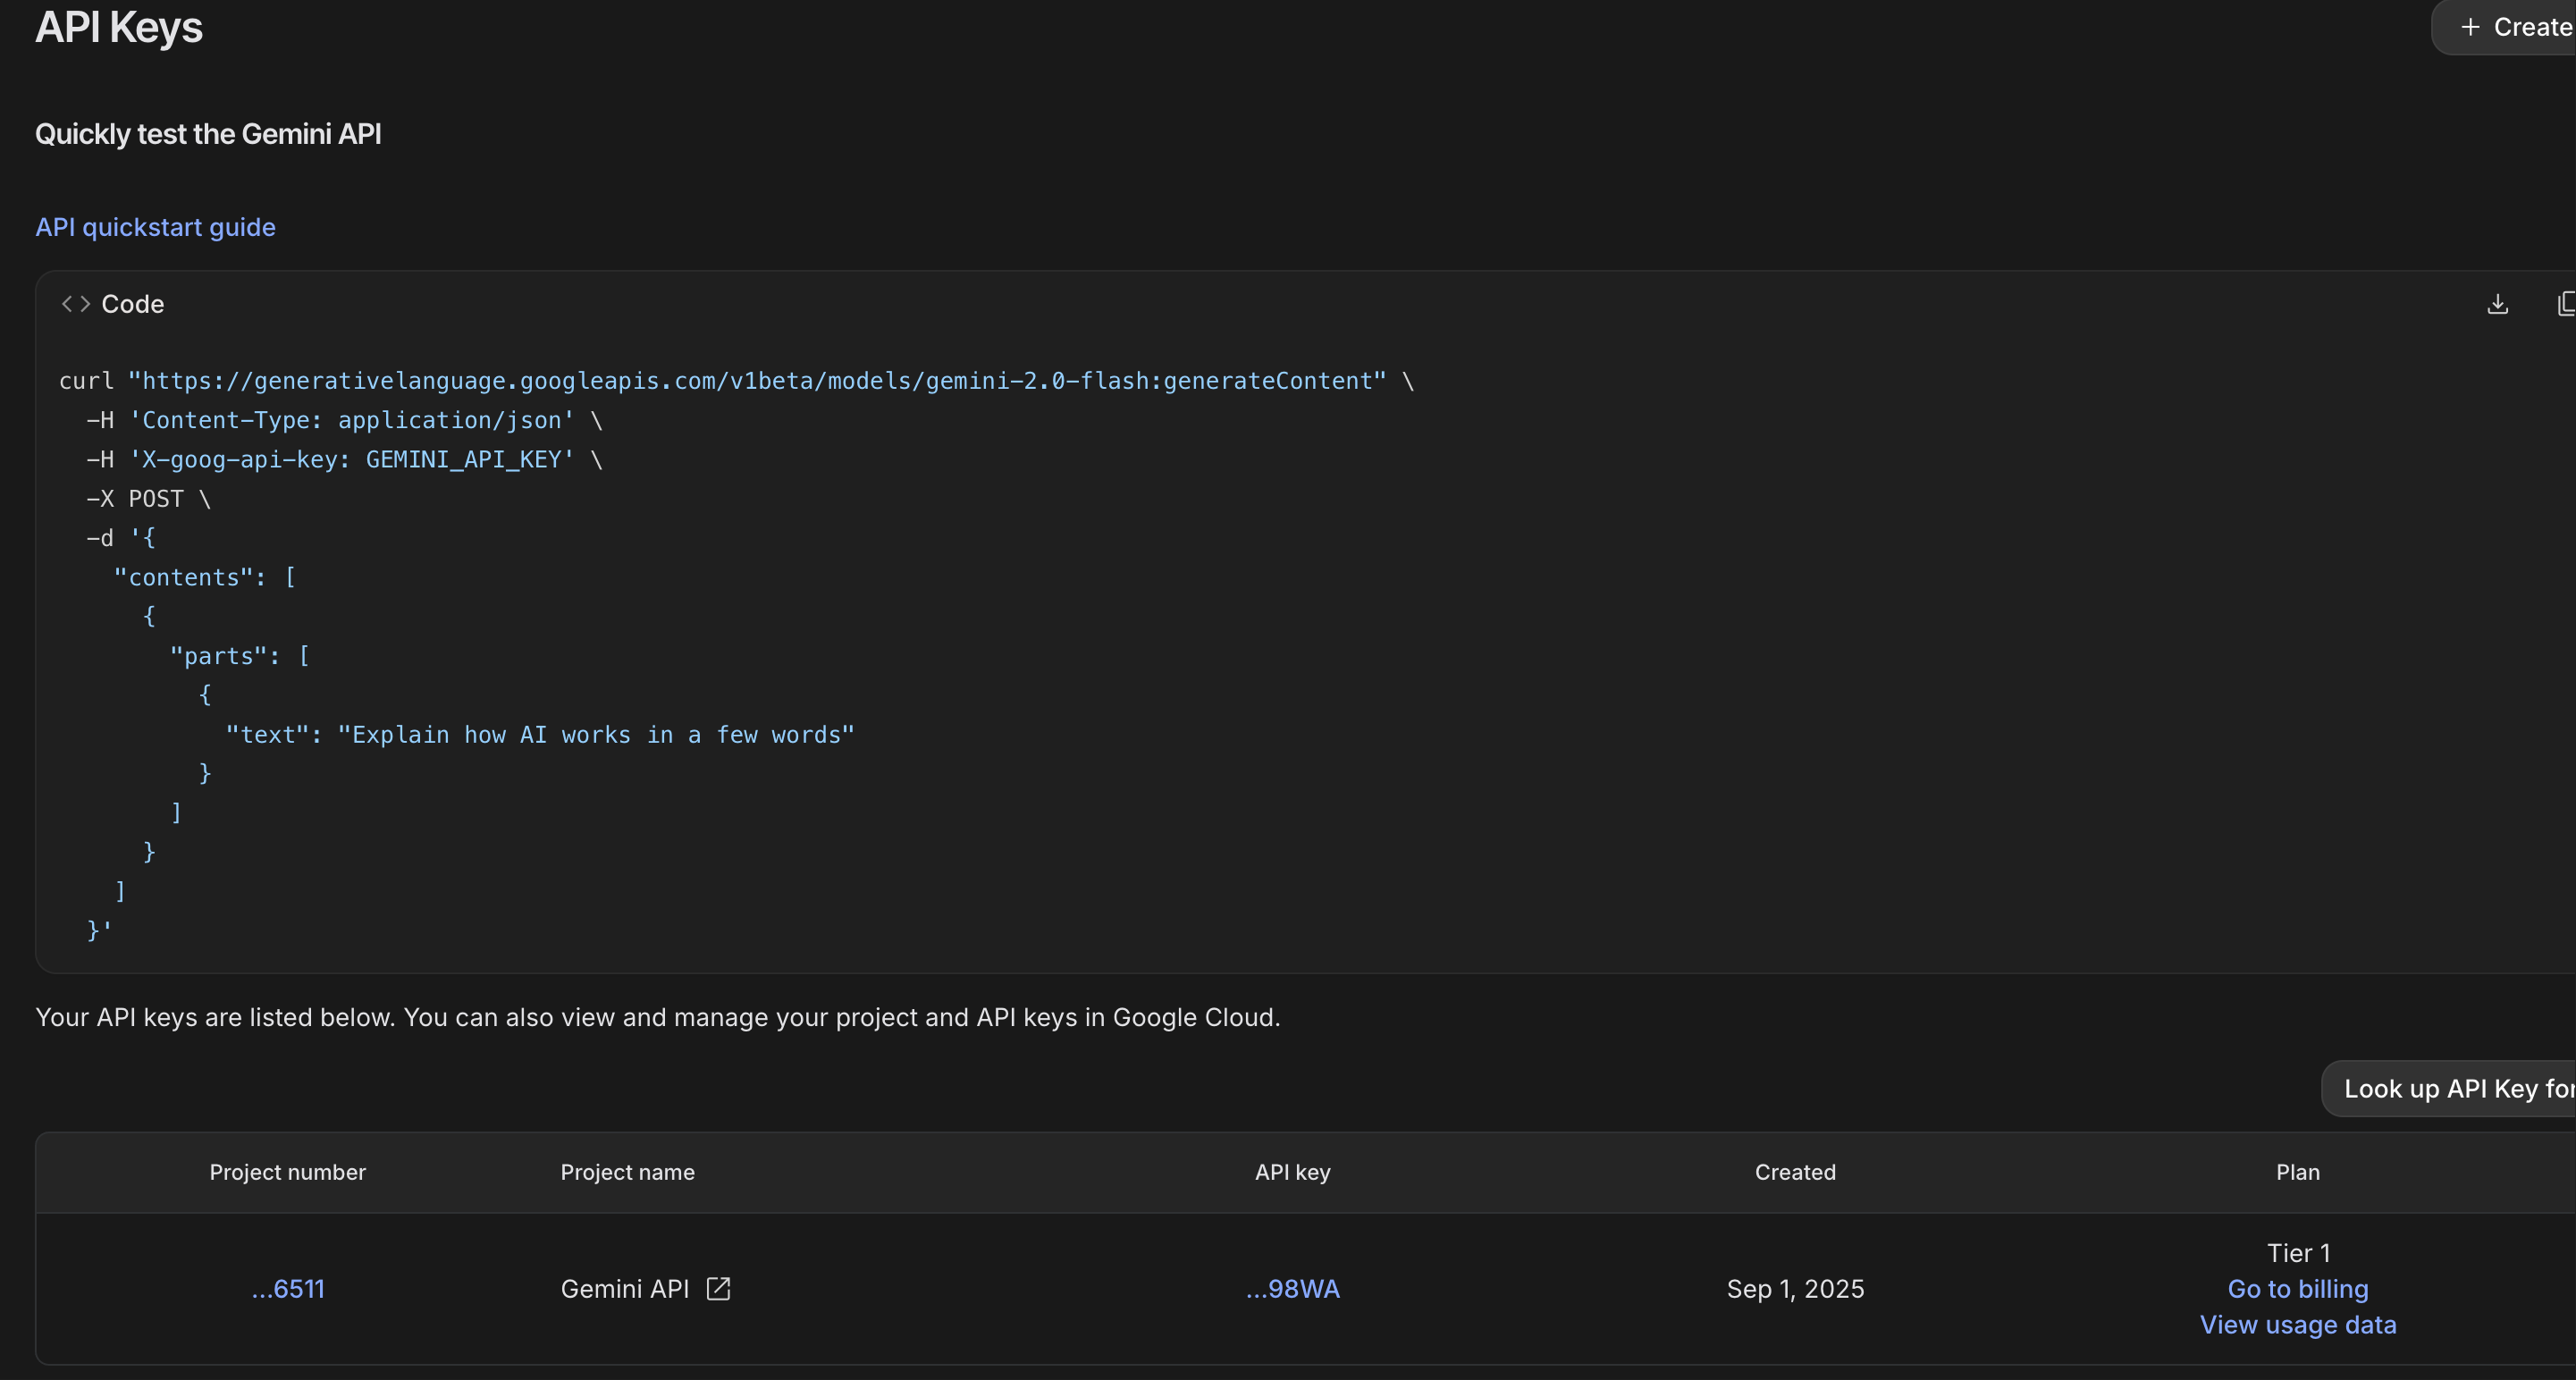 API Keys
+ Create
Quickly test the Gemini API
API quickstart guide
<> Code
curl "https://generativelanguage.googleapis.com/v1beta/models/gemini-2.0-flash:generateContent" \
  -H 'Content-Type: application/json' \
  -H 'X-goog-api-key: GEMINI_API_KEY' \
  -X POST \
  -d '{
    "contents": [
      {
        "parts": [
          {
            "text": "Explain how AI works in a few words"
          }
        ]
      }
    ]
  }'
Your API keys are listed below. You can also view and manage your project and API keys in Google Cloud.
Look up API Key for
Project number Project name API key Created Plan
Tier 1
...6511 Gemini API ...98WA Sep 1, 2025 Go to billing
View usage data